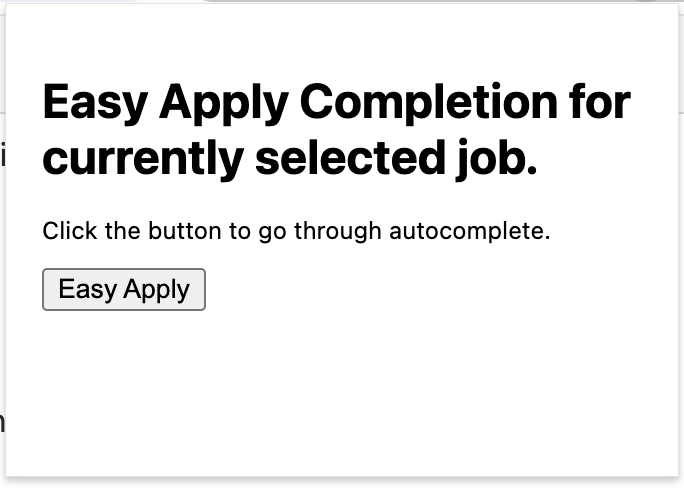 Easy Apply Completion for
currently selected job.
Click the button to go through autocomplete.
Easy Apply